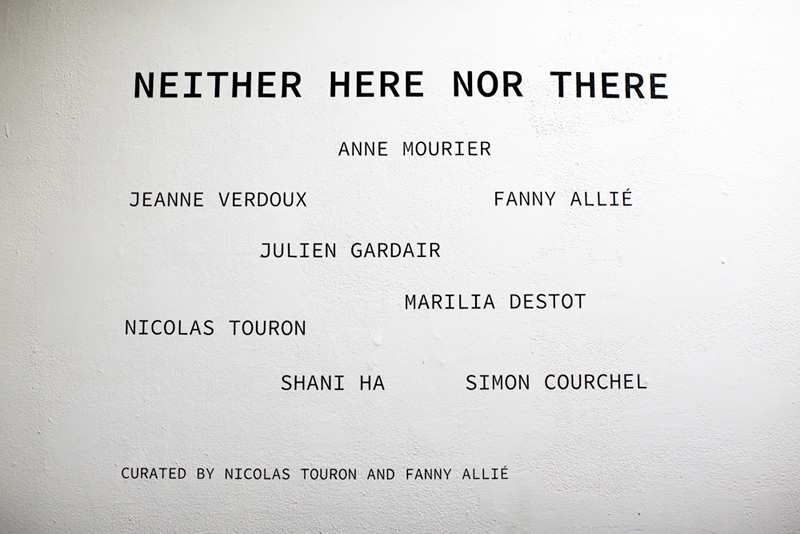 NEITHER HERE NOR THERE
ANNE MOURIER
JEANNE VERDOUX
FANNY ALLIÉ
JULIEN GARDAIR
MARILIA DESTOT
NICOLAS TOURON
SHANI HA
SIMON COURCHEL
CURATED BY NICOLAS TOURON AND FANNY ALLIÉ